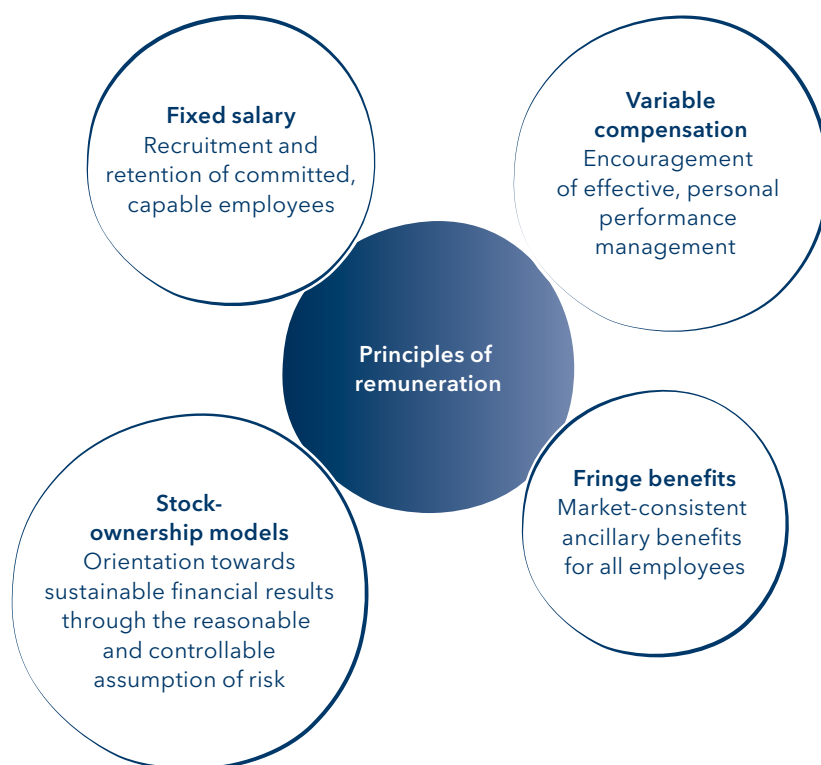 Fixed salary
Recruitment and
retention of committed,
capable employees
Variable
compensation
Encouragement
of effective, personal
performance
management
Principles of
remuneration
Stock-
ownership models
Orientation towards
sustainable financial results
through the reasonable
and controllable
assumption of risk
Fringe benefits
Market-consistent
ancillary benefits
for all employees